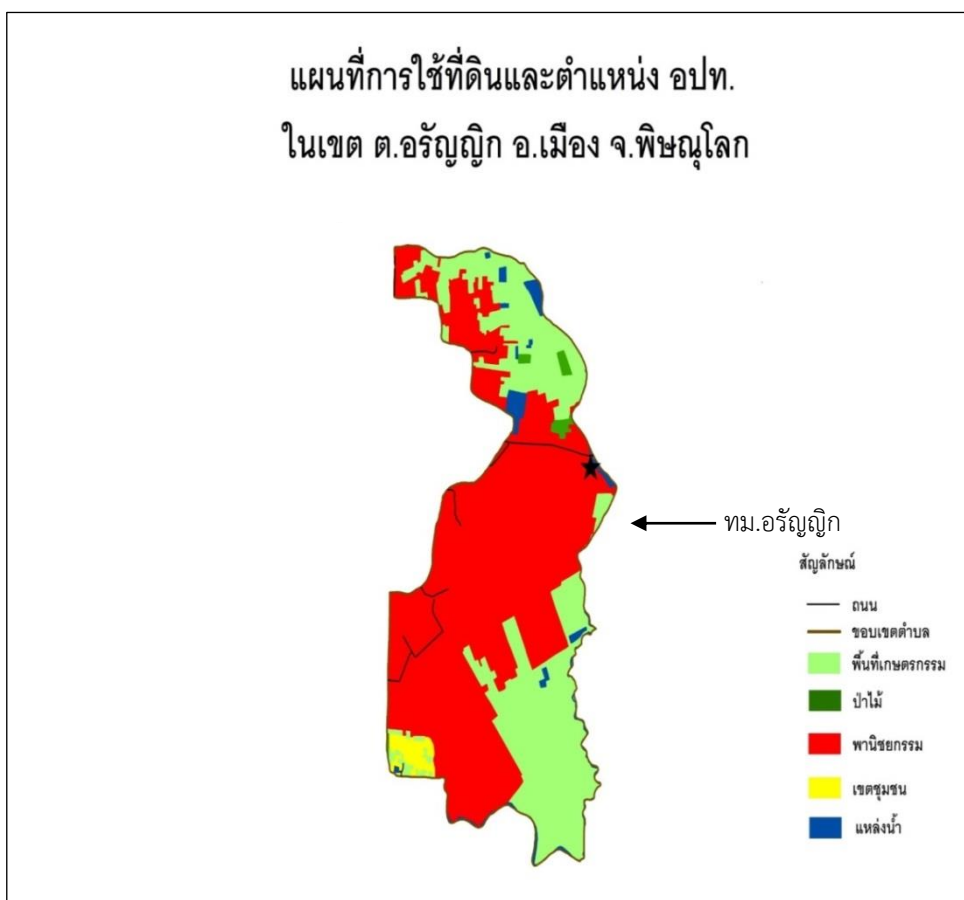 แผนที่การใช้ที่ดินและตำแหน่ง อปท.
ในเขต ต.อรัญญิก อ.เมือง จ.พิษณุโลก
ทม.อรัญญิก
สัญลักษณ์
ถนน
ขอบเขตตำบล
พื้นที่เกษตรกรรม
ป่าไม้
พานิชยกรรม
เขตชุมชน
แหล่งน้ำ